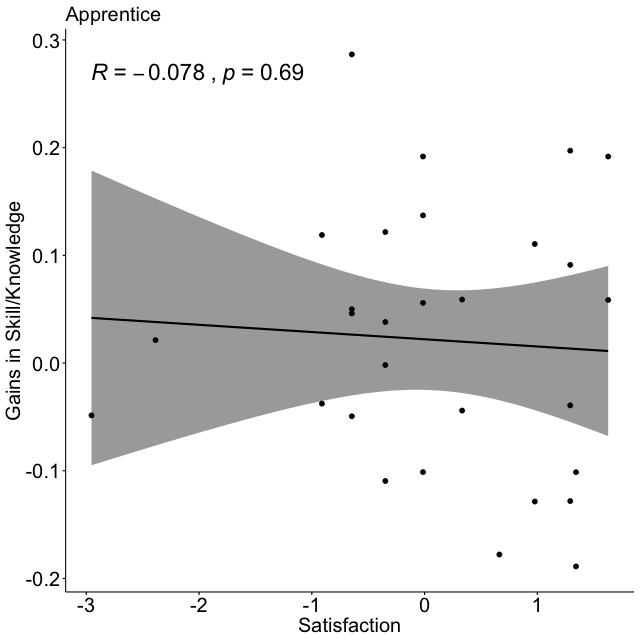 Apprentice
R = −0.078 , p = 0.69
Gains in Skill/Knowledge
0.3
0.2
0.1
0.0
-0.1
-0.2
-3 -2 -1 0 1
Satisfaction